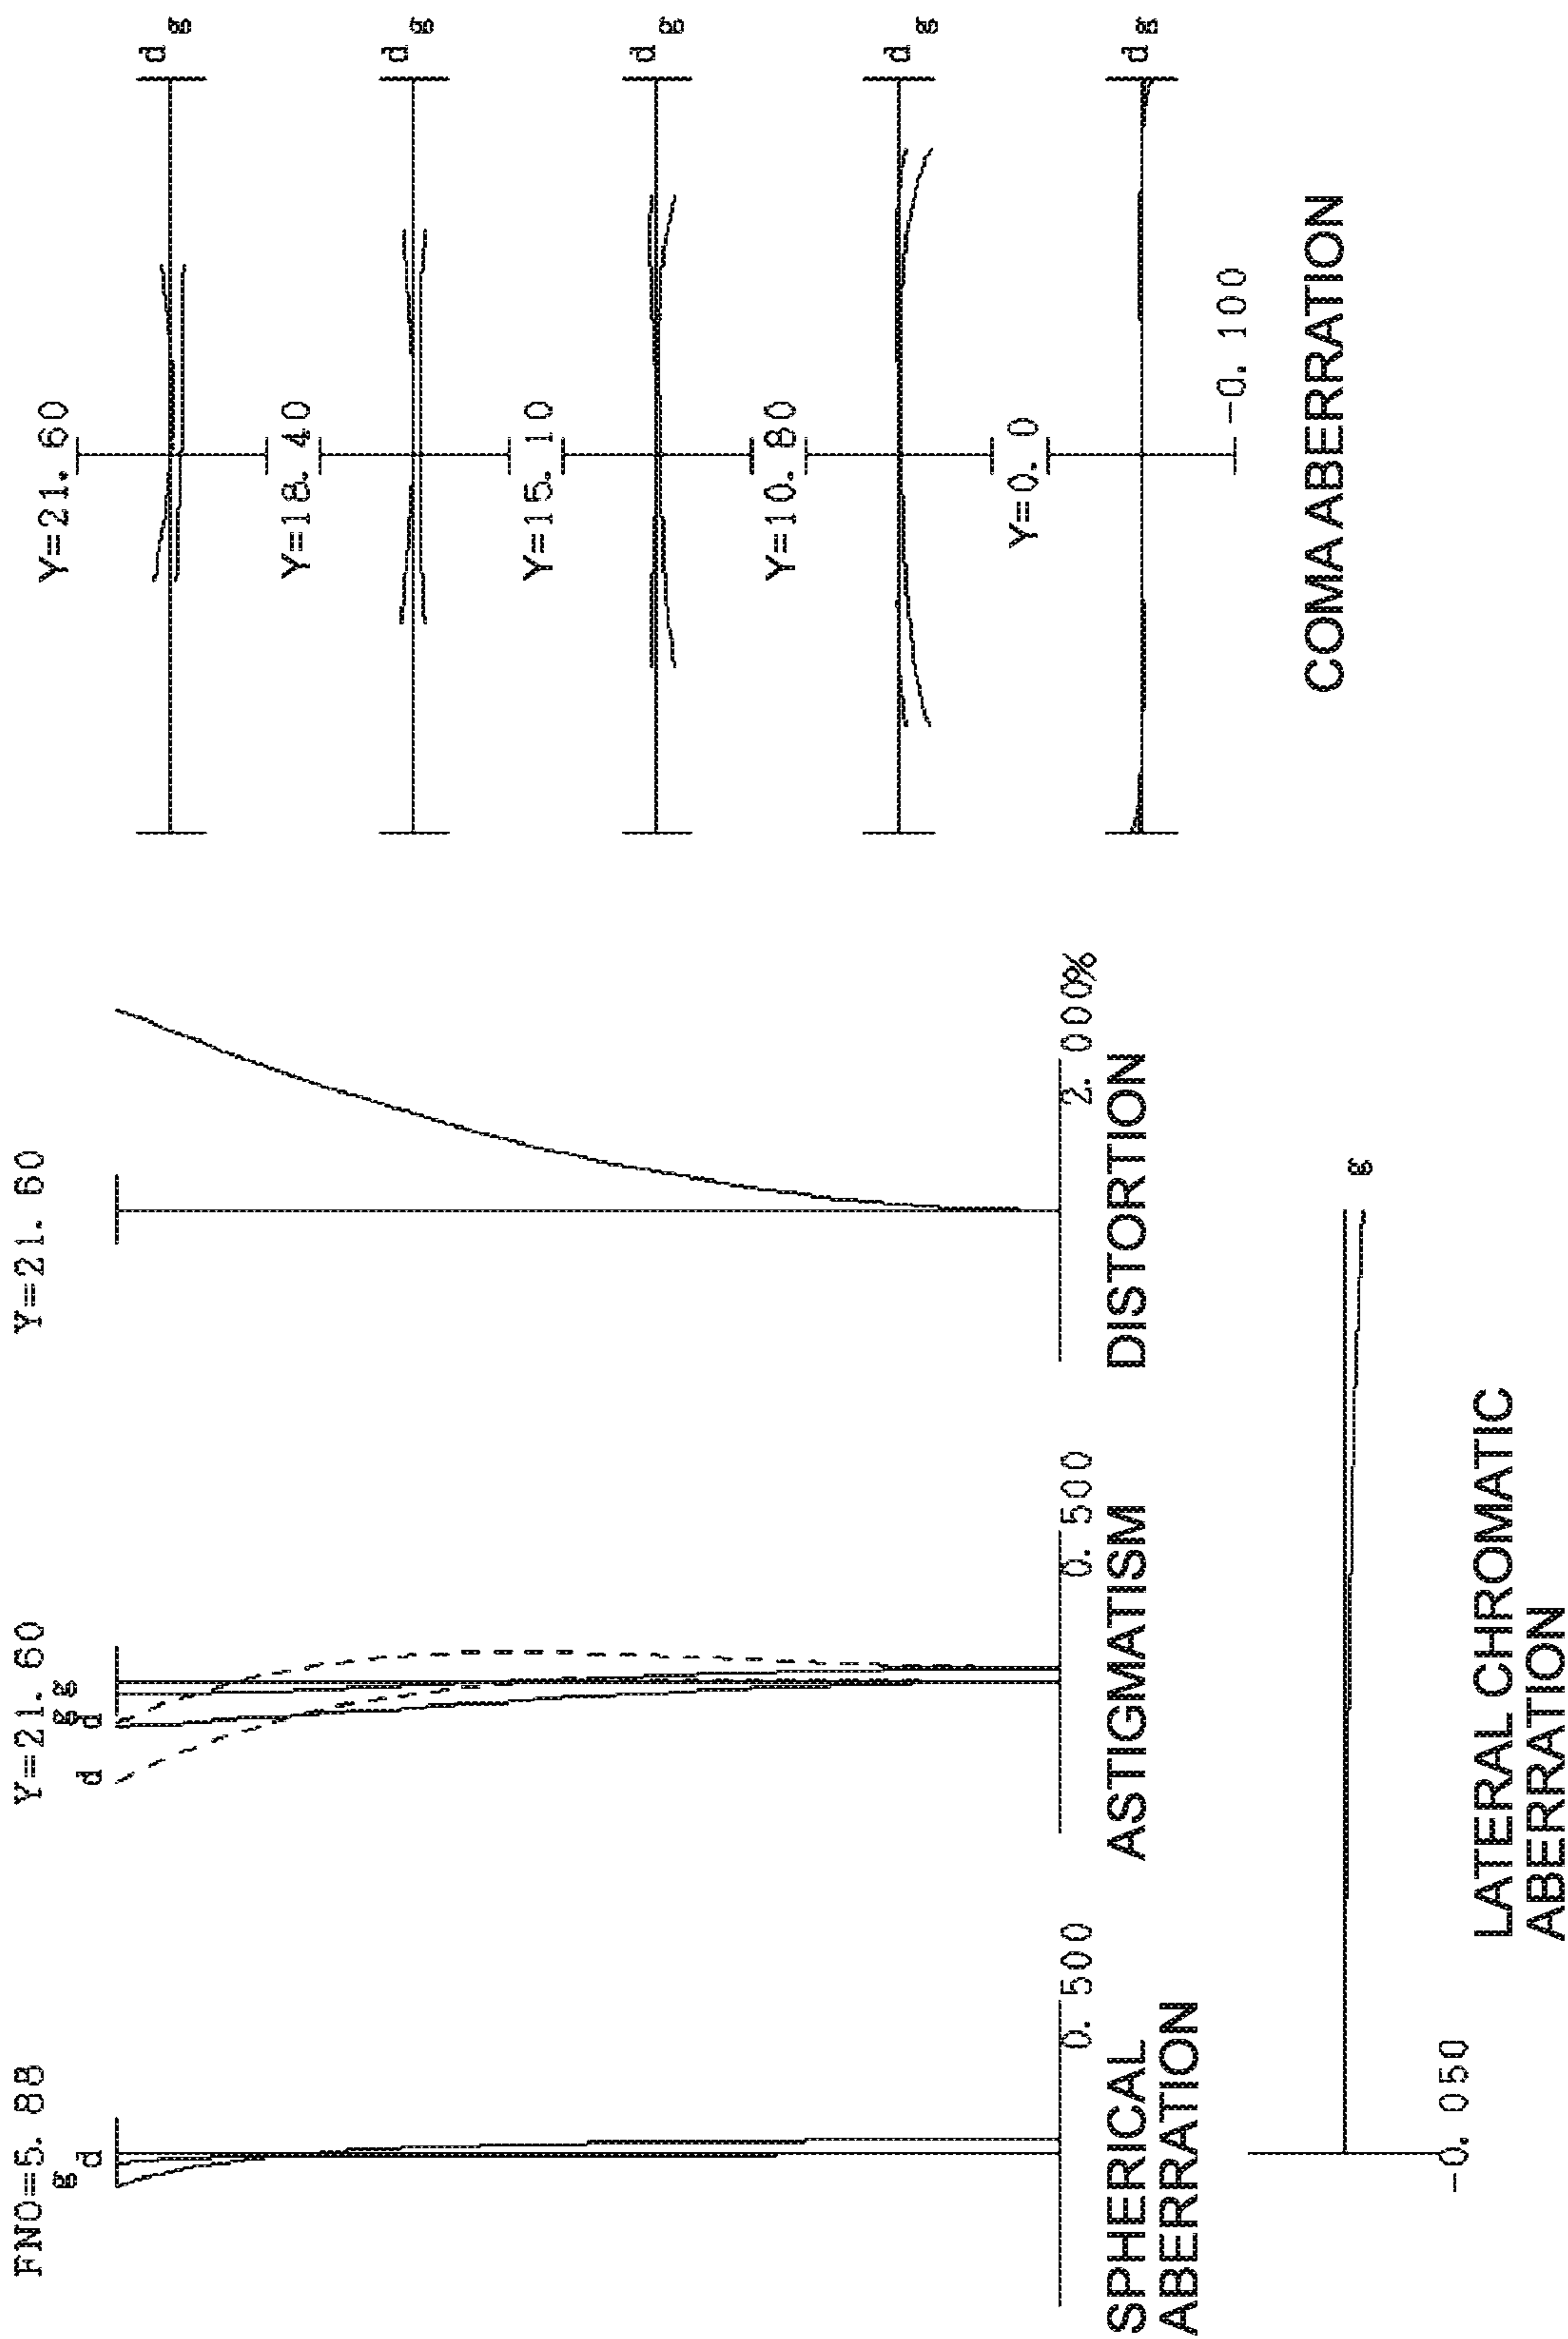 FNO=5.88
g
d
0.500
SPHERICAL
ABERRATION
Y=21.60
g
g
d
d
0.500
ASTIGMATISM
Y=21.60
2.000%
DISTORTION
g
-0.050
LATERAL CHROMATIC
ABERRATION
Y=21.60
d
g
Y=18.40
d
g
Y=15.10
d
g
Y=10.80
d
g
Y=0.0
d
g
-0.100
COMA ABERRATION